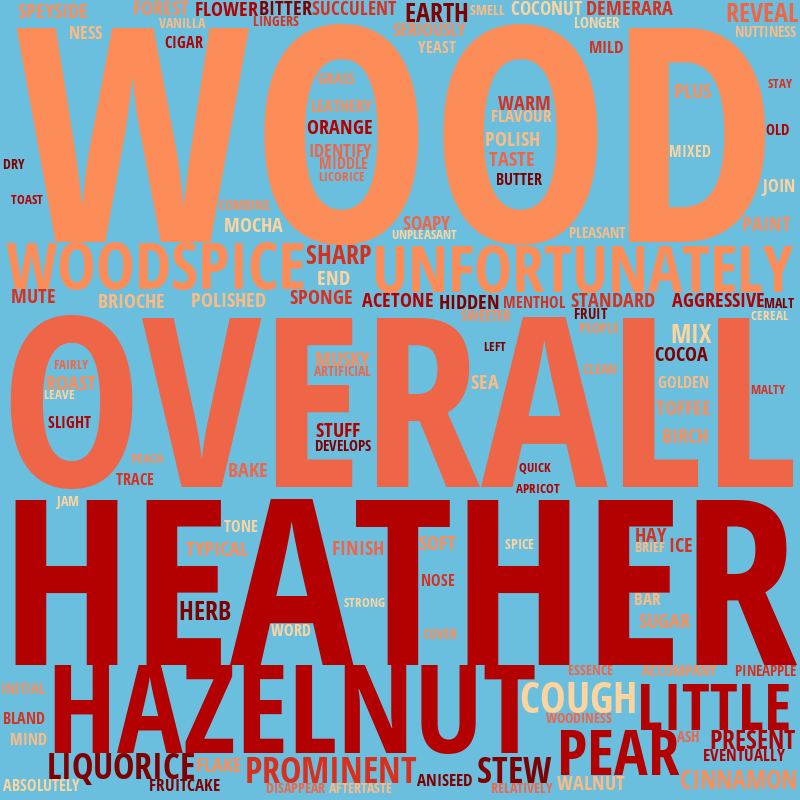 SPEYSIDE FOREST FLOWER BITTER SUCCULENT EARTH SMELL COCONUT DEMERARA REVEAL
NESS VANILLA CIGAR LINGERS SERIOUSLY YEAST LONGER MILD NUTTINESS
WOOD
GRASS LEATHERY ORANGE IDENTIFY MIDDLE LICORICE
WARM FLAVOUR POLISH TASTE BUTTER
PLUS MIXED STAY OLD JOIN PAINT
DRY TOAST COMBINE MOCHA SOAPY UNPLEASANT PLEASANT
WOODSPICE SHARP END UNFORTUNATELY
MUTE BRIOCHE POLISHED SPONGE ACETONE HIDDEN MENTHOL STANDARD AGGRESSIVE MALT
SWEETER FRUIT PEOPLE CEREAL
OVERALL
FAIRLY ROAST LEAVE SLIGHT PEACH TRACE BAKE
MUSKY ARTIFICIAL STUFF DEVELOPS
LEFT SEA CLEAN QUICK APRICOT
MIX COCOA GOLDEN TOFFEE BIRCH MALTY
JAM
HEATHER
TONE TYPICAL HERB WORD FINISH STRONG
SOFT NOSE COVER SPICE
HAY BRIEF ICE BAR SUGAR
HAZELNUT
INITIAL BLAND MIND
ESSENCE ACCOMPANY PINEAPPLE
COUGH WOODINESS LITTLE
PEAR ASH PRESENT EVENTUALLY
LIQUORICE FLAKE PROMINENT ANISEED STEW WALNUT CINNAMON
ABSOLUTELY FRUITCAKE DISAPPEAR AFTERTASTE RELATIVELY